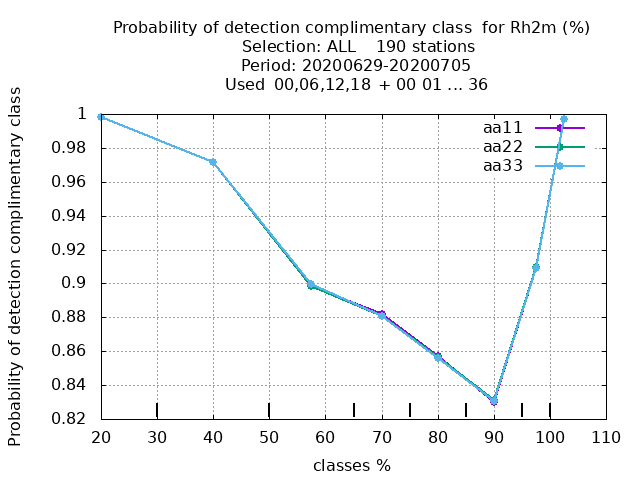 Probability of detection complimentary class  for Rh2m (%)
Selection: ALL    190 stations
Period: 20200629-20200705
Used  00,06,12,18 + 00 01 ... 36
Probability of detection complimentary class
1
0.98
0.96
0.94
0.92
0.9
0.88
0.86
0.84
0.82
aa11
aa22
aa33
20 30 40 50 60 70 80 90 100 110
classes %